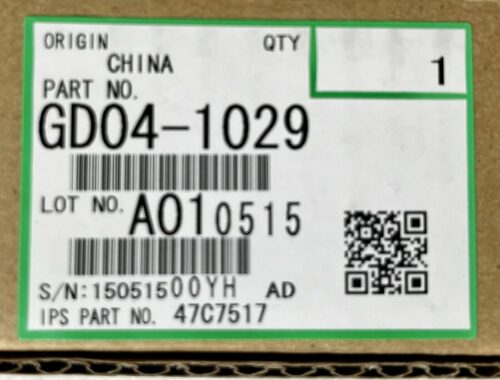 ORIGIN QTY
CHINA 1
PART NO.
GD04-1029
LOT NO. A010515
S/N:15051500YH AD
IPS PART NO. 47C7517